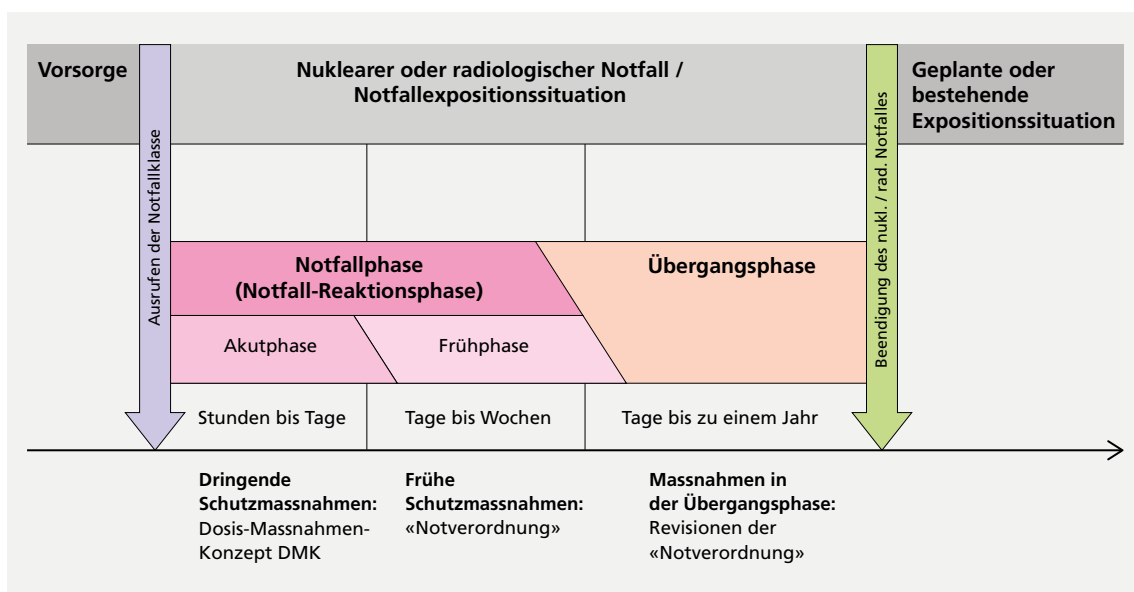 Vorsorge
Nuklearer oder radiologischer Notfall /
Notfallexpositionssituation
Geplante oder
bestehende
Expositionssituation
Ausrufen der Notfallklasse
Beendigung des nukl. / rad. Notfalles
Notfallphase
(Notfall-Reaktionsphase)
Übergangsphase
Akutphase
Frühphase
Stunden bis Tage
Tage bis Wochen
Tage bis zu einem Jahr
Dringende
Schutzmassnahmen:
Dosis-Massnahmen-
Konzept DMK
Frühe
Schutzmassnahmen:
«Notverordnung»
Massnahmen in
der Übergangsphase:
Revisionen der
«Notverordnung»